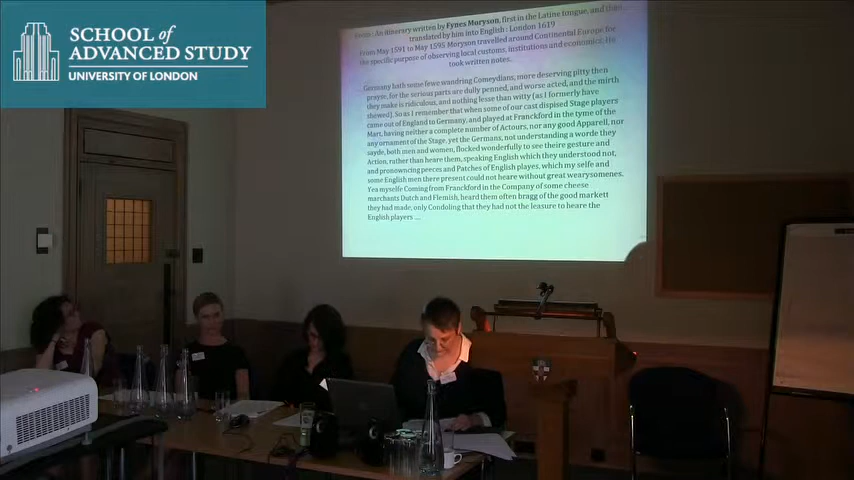 SCHOOL of
ADVANCED STUDY
UNIVERSITY OF LONDON
An itinerary written by Fynes Moryson, first in the Latine tongue, and then
translated by him into English : London 1619
From May 1591 to May 1595 Moryson travelled around Continental Europe for
the specific purpose of observing local customs, institutions and economics. He
took written notes.
Germany hath some fewe wandring Comeydians, more deserving pitty then
prayse, for the serious parts are dully penned, and worse acted, and the mirth
they make is ridiculous, and nothing lesse than witty (as I formerly have
shewed). So as I remember that when some of our cast dispised Stage players
came out of England to Germany, and played at Franckford in the tyme of the
Mart, having neither a complete number of Actours, nor any good Apparell, nor
any ornament of the Stage, yet the Germans, not understanding a worde they
sayde, both men and women, flocked wonderfully to see theire gesture and
Action, rather than heare them, speaking English which they understood not,
and pronowncing peeces and Patches of English playes, which my selfe and
some English men there present could not heare without great wearysomenes.
Yea myselfe Coming from Franckford in the Company of some cheese
marchants Dutch and Flemish, heard them often bragg of the good markett
they had made, only Condoling that they had not the leasure to heare the
English players ....